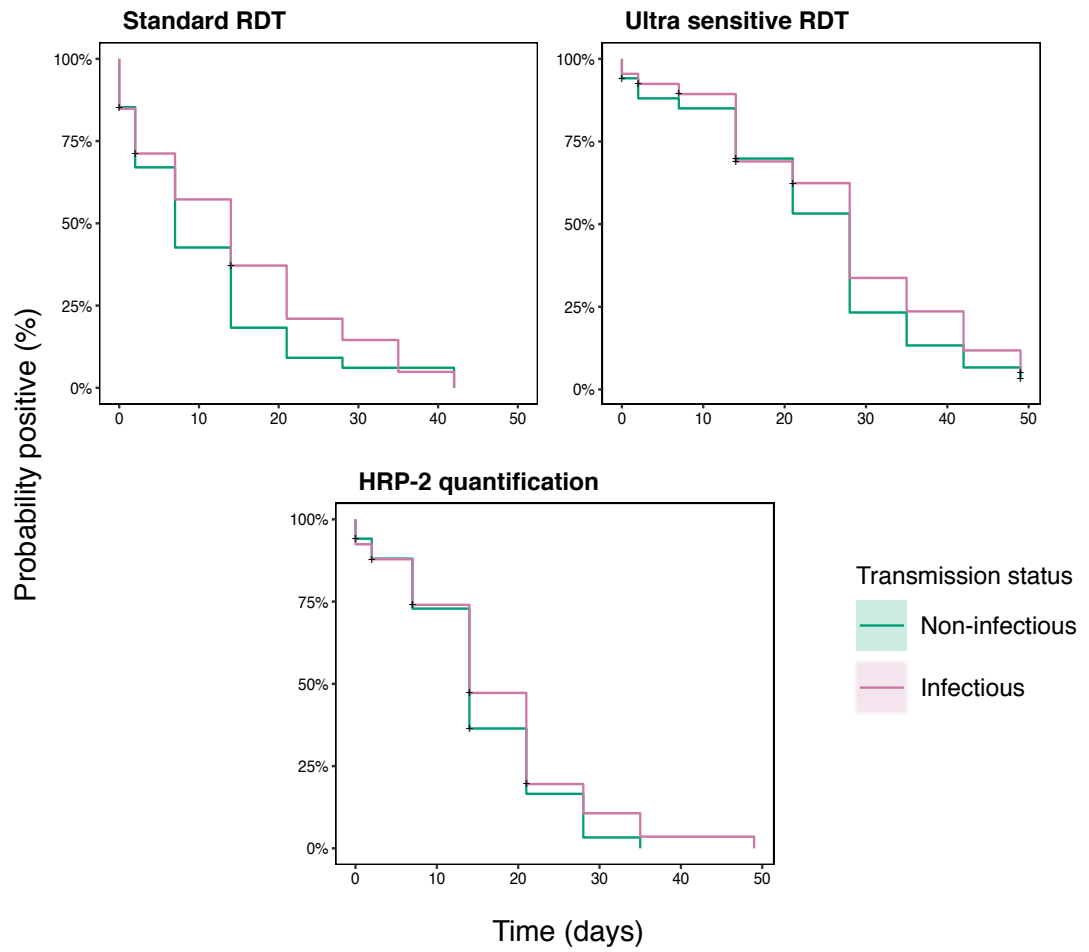 Standard RDT
Ultra sensitive RDT
100%
75%
50%
25%
0%
0 10 20 30 40 50
100%
75%
50%
25%
0%
0 10 20 30 40 50
Probability positive (%)
HRP-2 quantification
100%
75%
50%
25%
0%
0 10 20 30 40 50
Transmission status
Non-infectious
Infectious
Time (days)